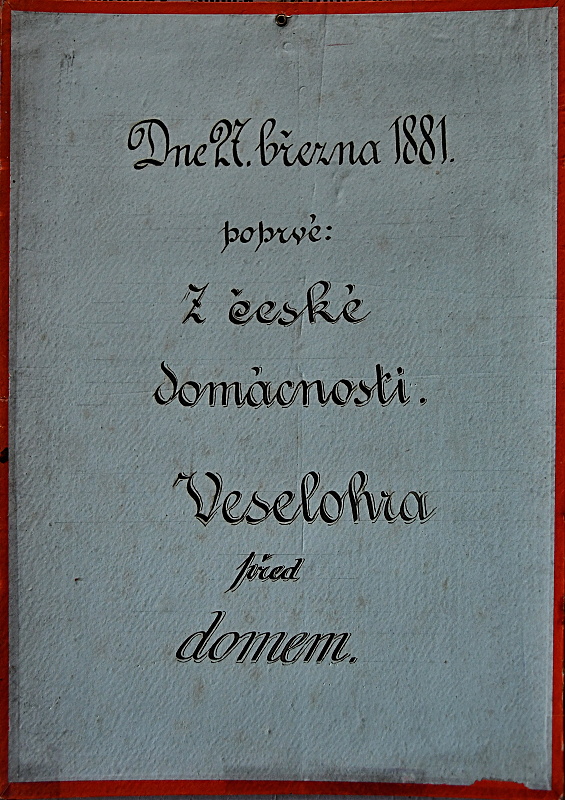 Dne 27. března 1881.
poprvé:
Z české
domácnosti.
Veselohra
před
domem.